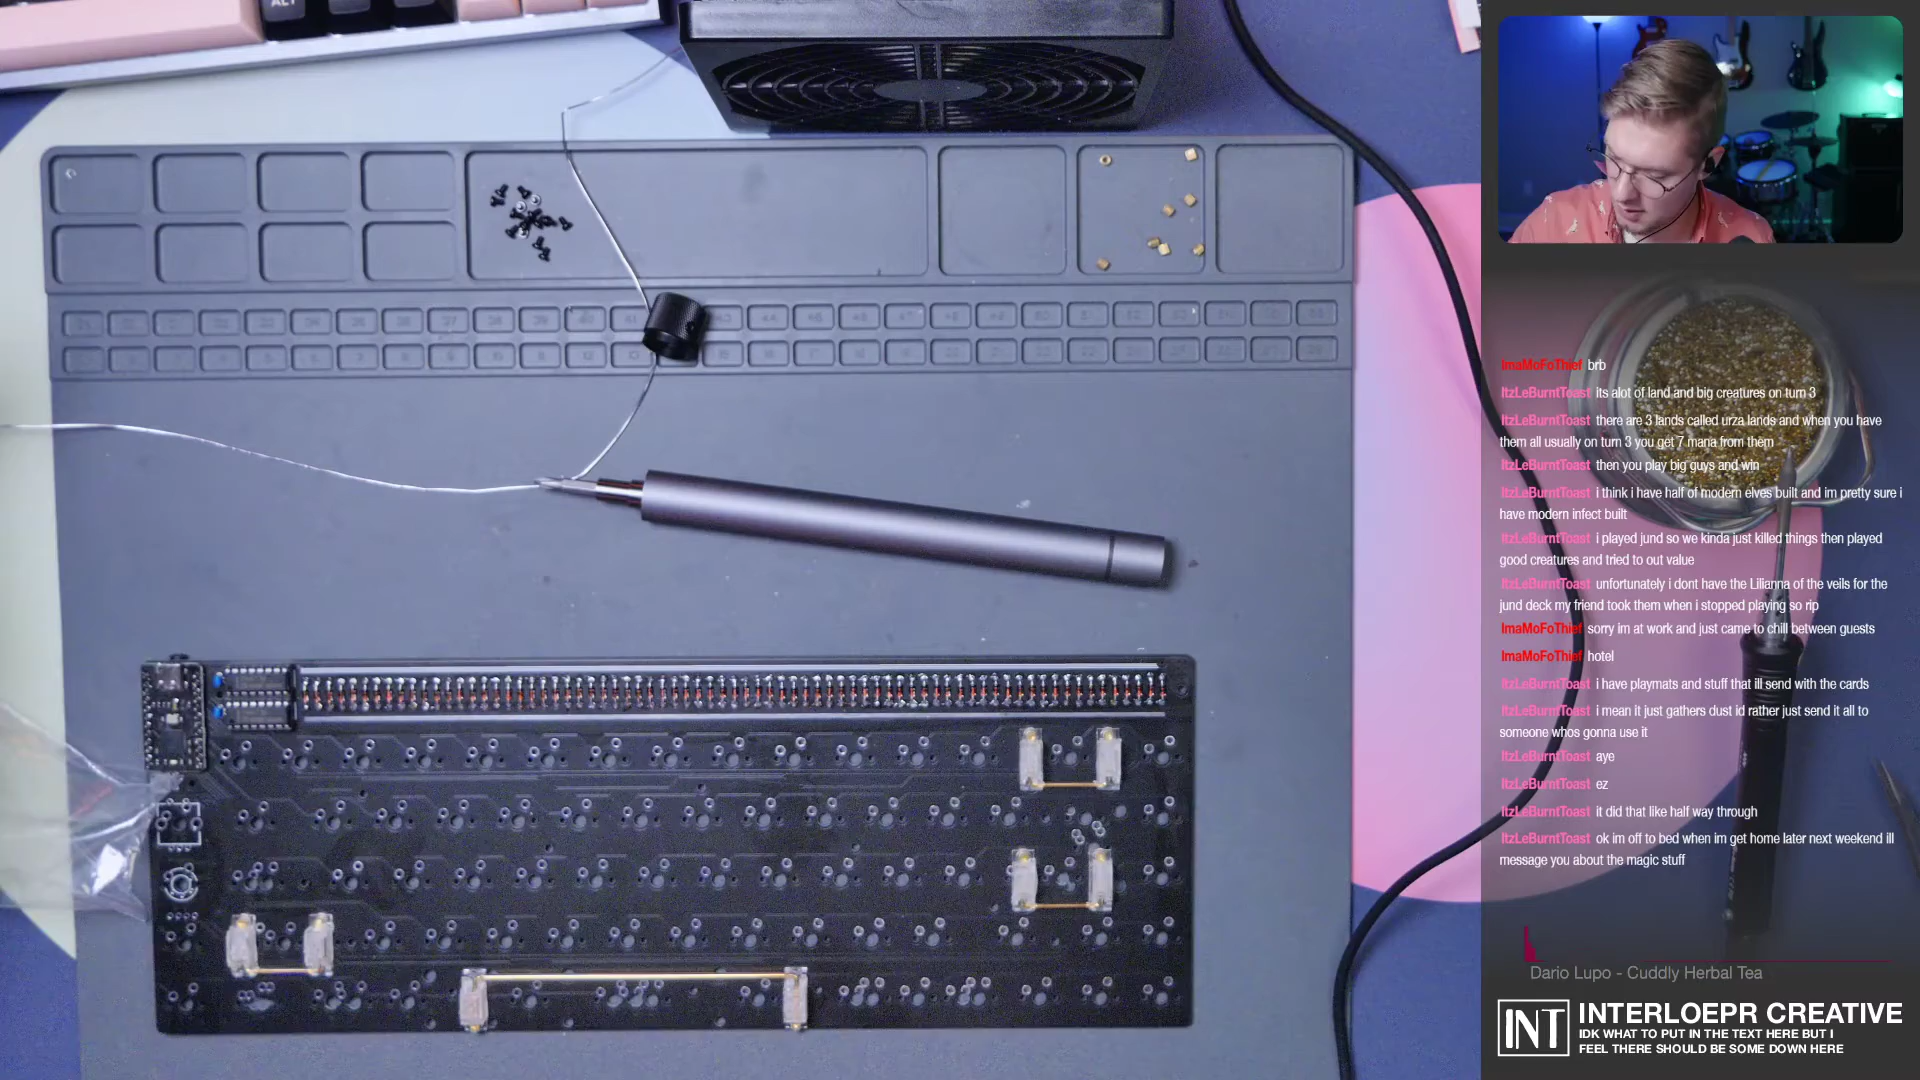 ALT
ImaMoFoThief brb
ItzLeBurntToast its alot of land and big creatures on turn 3
ItzLeBurntToast there are 3 lands called urza lands and when you have
them all usually on turn 3 you get 7 mana from them
ItzLeBurntToast then you play big guys and win
ItzLeBurntToast i think i have half of modern elves built and im pretty sure i
have modern infect built
ItzLeBurntToast i played jund so we kinda just killed things then played
good creatures and tried to out value
ItzLeBurntToast unfortunately i dont have the Lilianna of the veils for the
jund deck my friend took them when i stopped playing so rip
ImaMoFoThief sorry im at work and just came to chill between guests
ImaMoFoThief hotel
ItzLeBurntToast i have playmats and stuff that ill send with the cards
ItzLeBurntToast i mean it just gathers dust id rather just send it all to
someone whos gonna use it
ItzLeBurntToast aye
ItzLeBurntToast ez
ItzLeBurntToast it did that like half way through
ItzLeBurntToast ok im off to bed when im get home later next weekend ill
message you about the magic stuff
Dario Lupo - Cuddly Herbal Tea
INT
INTERLOEPR CREATIVE
IDK WHAT TO PUT IN THE TEXT HERE BUT I
FEEL THERE SHOULD BE SOME DOWN HERE